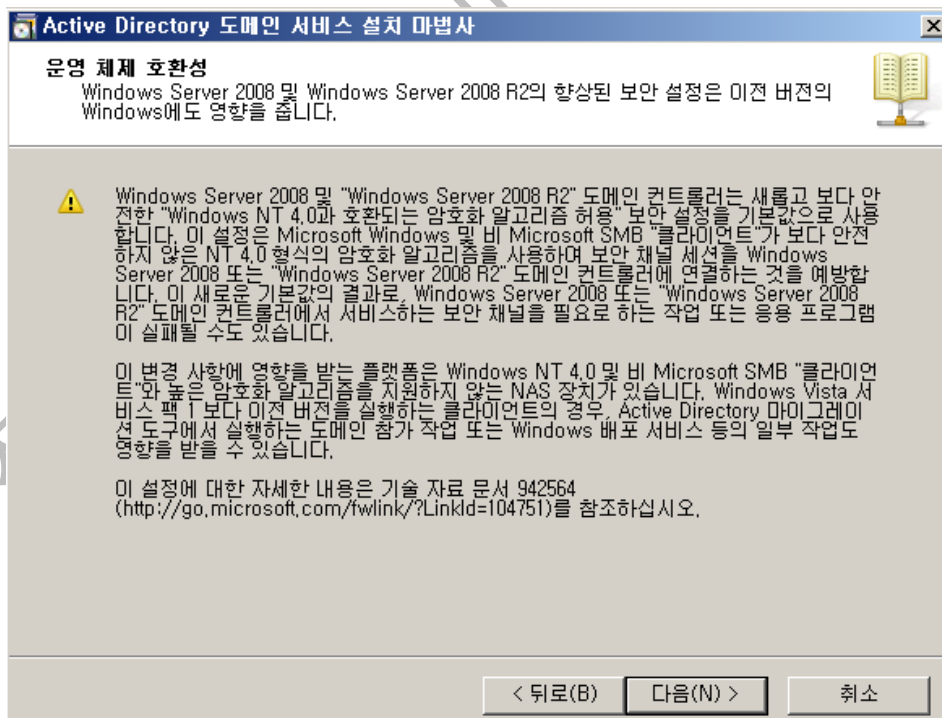 Active Directory 도메인 서비스 설치 마법사
운영 체제 호환성
Windows Server 2008 및 Windows Server 2008 R2의 향상된 보안 설정은 이전 버전의
Windows에도 영향을 줍니다.
Windows Server 2008 및 "Windows Server 2008 R2" 도메인 컨트롤러는 새롭고 보다 안
전한 "Windows NT 4.0과 호환되는 암호화 알고리즘 허용" 보안 설정을 기본값으로 사용
합니다. 이 설정은 Microsoft Windows 및 비 Microsoft SMB "클라이언트"가 보다 안전
하지 않은 NT 4.0 형식의 암호화 알고리즘을 사용하여 보안 채널 세션을 Windows
Server 2008 또는 "Windows Server 2008 R2" 도메인 컨트롤러에 연결하는 것을 예방합
니다. 이 새로운 기본값의 결과로, Windows Server 2008 또는 "Windows Server 2008
R2" 도메인 컨트롤러에서 서비스하는 보안 채널을 필요로 하는 작업 또는 응용 프로그램
이 실패될 수도 있습니다.
이 변경 사항에 영향을 받는 플랫폼은 Windows NT 4.0 및 비 Microsoft SMB "클라이언
트"와 높은 암호화 알고리즘을 지원하지 않는 NAS 장치가 있습니다. Windows Vista 서
비스 팩 1 보다 이전 버전을 실행하는 클라이언트의 경우, Active Directory 마이그레이
션 도구에서 실행하는 도메인 참가 작업 또는 Windows 배포 서비스 등의 일부 작업도
영향을 받을 수 있습니다.
이 설정에 대한 자세한 내용은 기술 자료 문서 942564
(http://go.microsoft.com/fwlink/?LinkId=104751)를 참조하십시오.
< 뒤로(B) 다음(N) > 취소